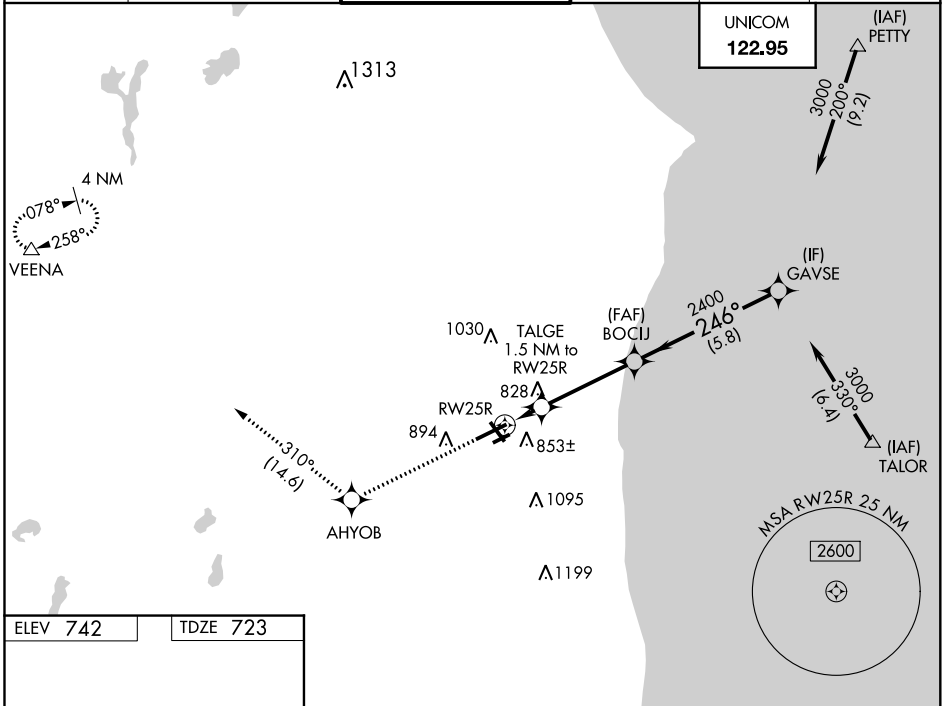 UNICOM
122.95
(IAF)
PETTY
3000
200°
(9.2)
1313
4 NM
078°
258°
VEENA
(IF)
GAVSE
2400
246°
(5.8)
(FAF)
BOCIJ
1030
TALGE
1.5 NM to
RW25R
828
RW25R
894
853±
3000
330°
(6.4)
(IAF)
TALOR
310°
(14.6)
AHYOB
1095
1199
MSA RW25R 25 NM
2600
ELEV 742
TDZE 723